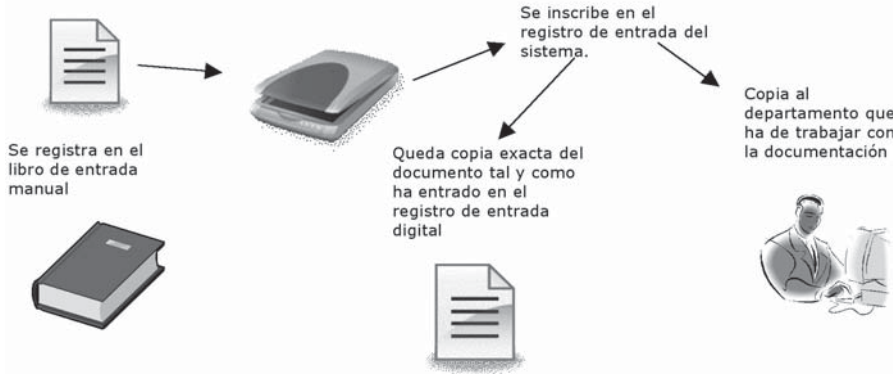 Se registra en el
libro de entrada
manual
Se inscribe en el
registro de entrada del
sistema.
Queda copia exacta del
documento tal y como
ha entrado en el
registro de entrada
digital
Copia al
departamento que
ha de trabajar con
la documentación